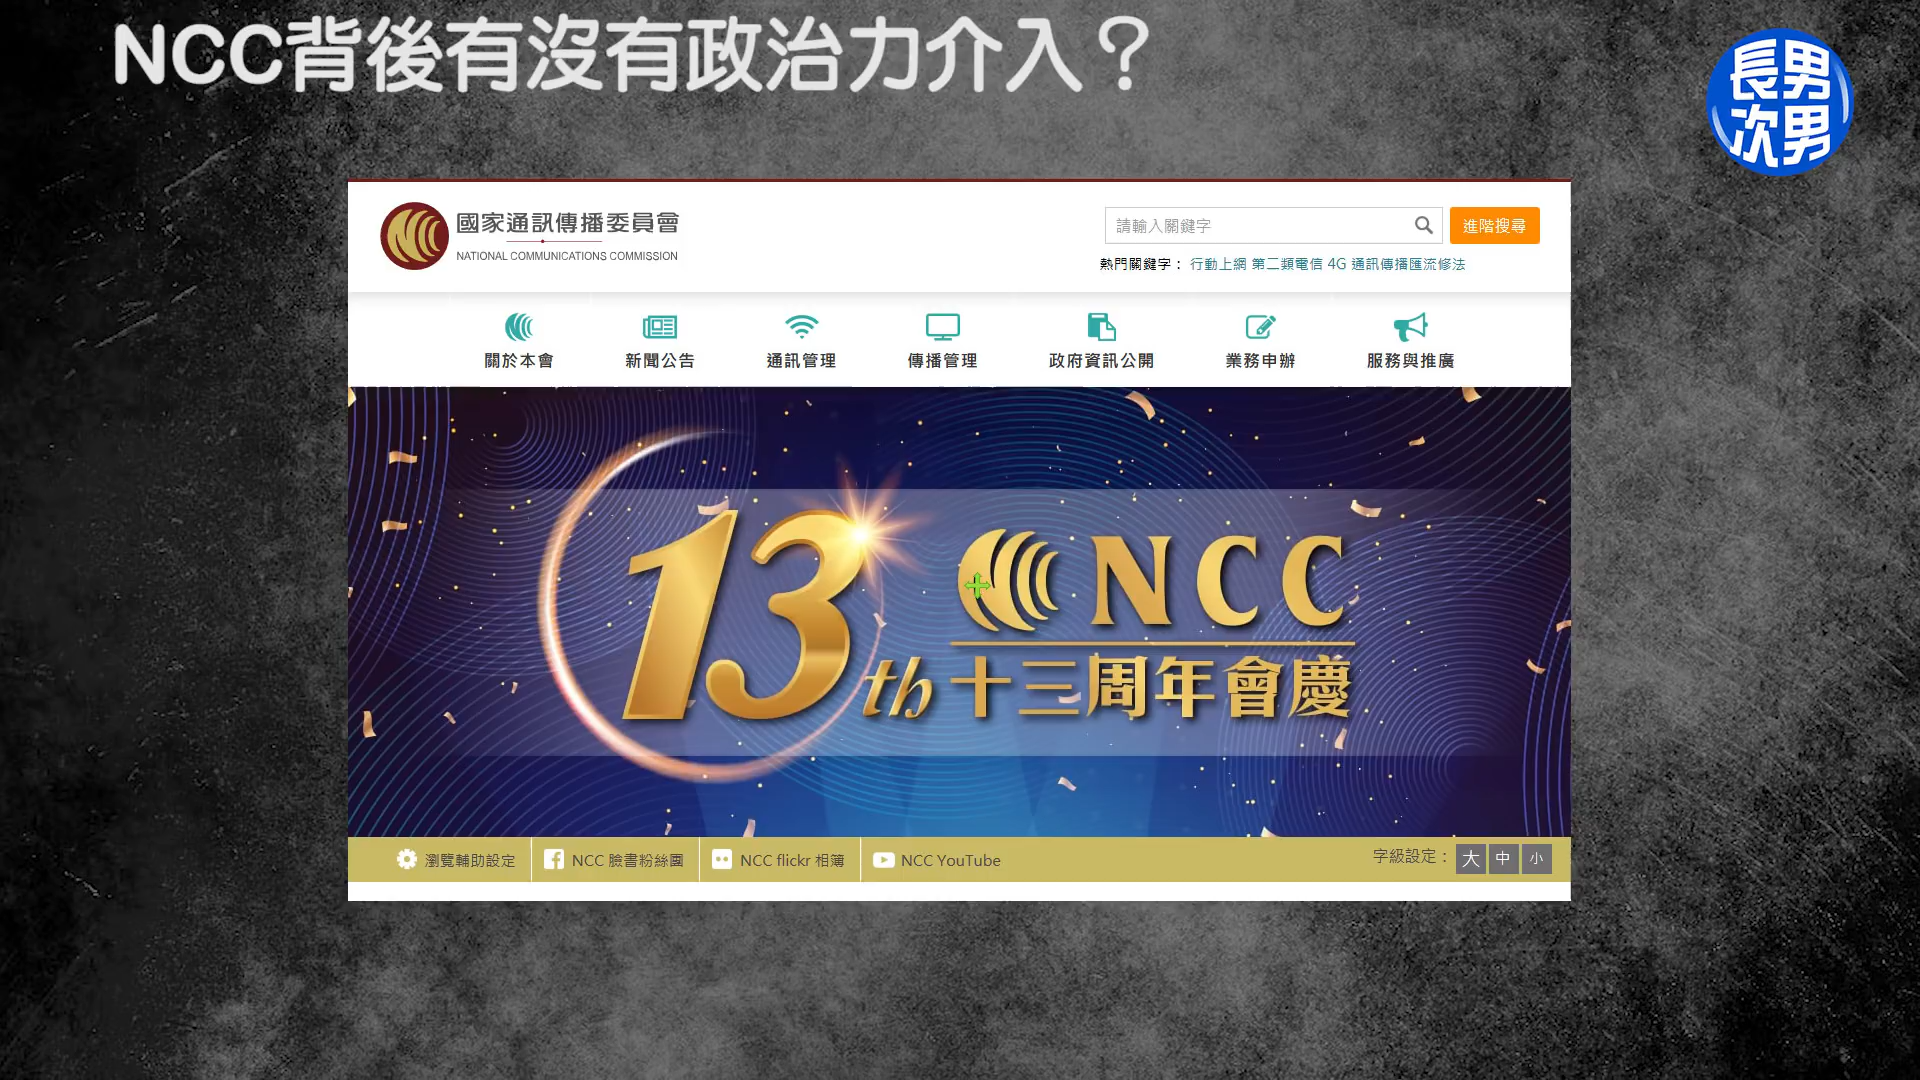 NCC背後有沒有政治力介入？
長男
次男
國家通訊傳播委員會
NATIONAL COMMUNICATIONS COMMISSION
請輸入關鍵字
進階搜尋
熱門關鍵字： 行動上網 第二類電信 4G 通訊傳播匯流修法
關於本會 新聞公告 通訊管理 傳播管理 政府資訊公開 業務申辦 服務與推廣
13th
NCC
十三周年會慶
瀏覽輔助設定 NCC 臉書粉絲團 NCC flickr 相簿 NCC YouTube 字級設定： 大 中 小